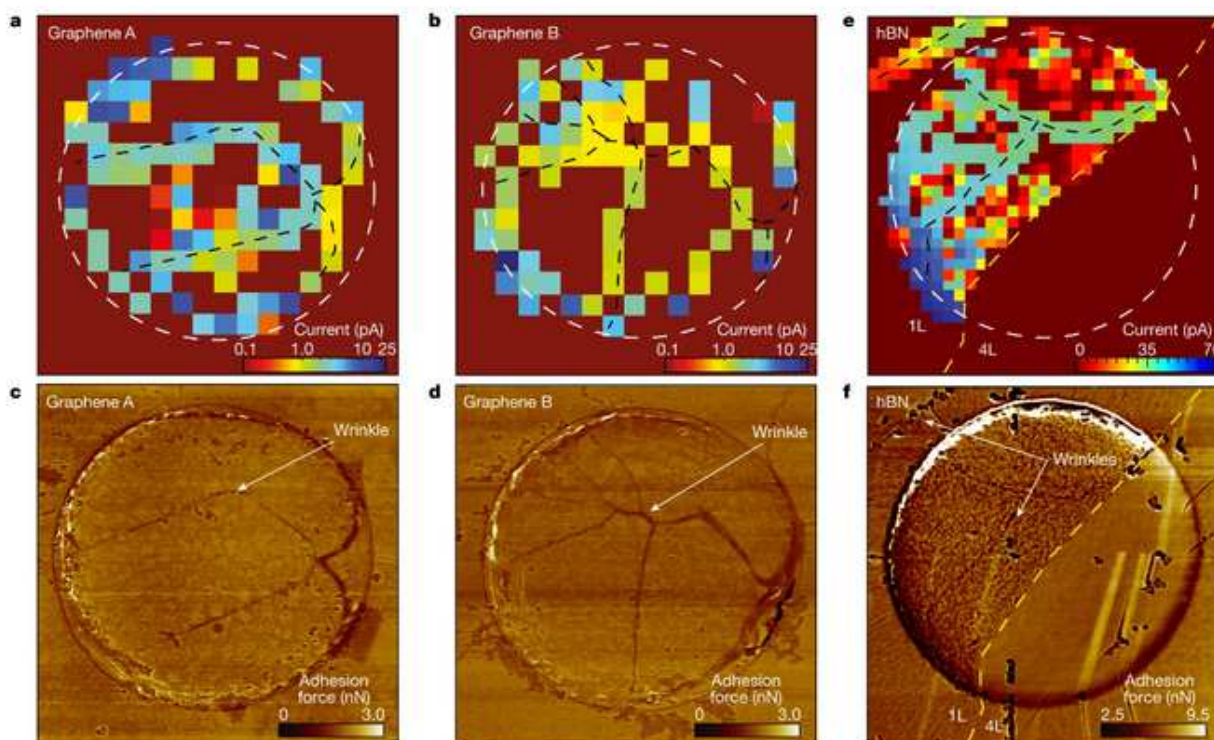 a
Graphene A
Current (pA)
0.1 1.0 10 25
b
Graphene B
Current (pA)
0.1 1.0 10 25
e
hBN
1L
4L
Current (pA)
0 35 70
c
Graphene A
Wrinkle
Adhesion
force (nN)
0 3.0
d
Graphene B
Wrinkle
Adhesion
force (nN)
0 3.0
f
hBN
Wrinkles
1L
4L
Adhesion
force (nN)
2.5 9.5